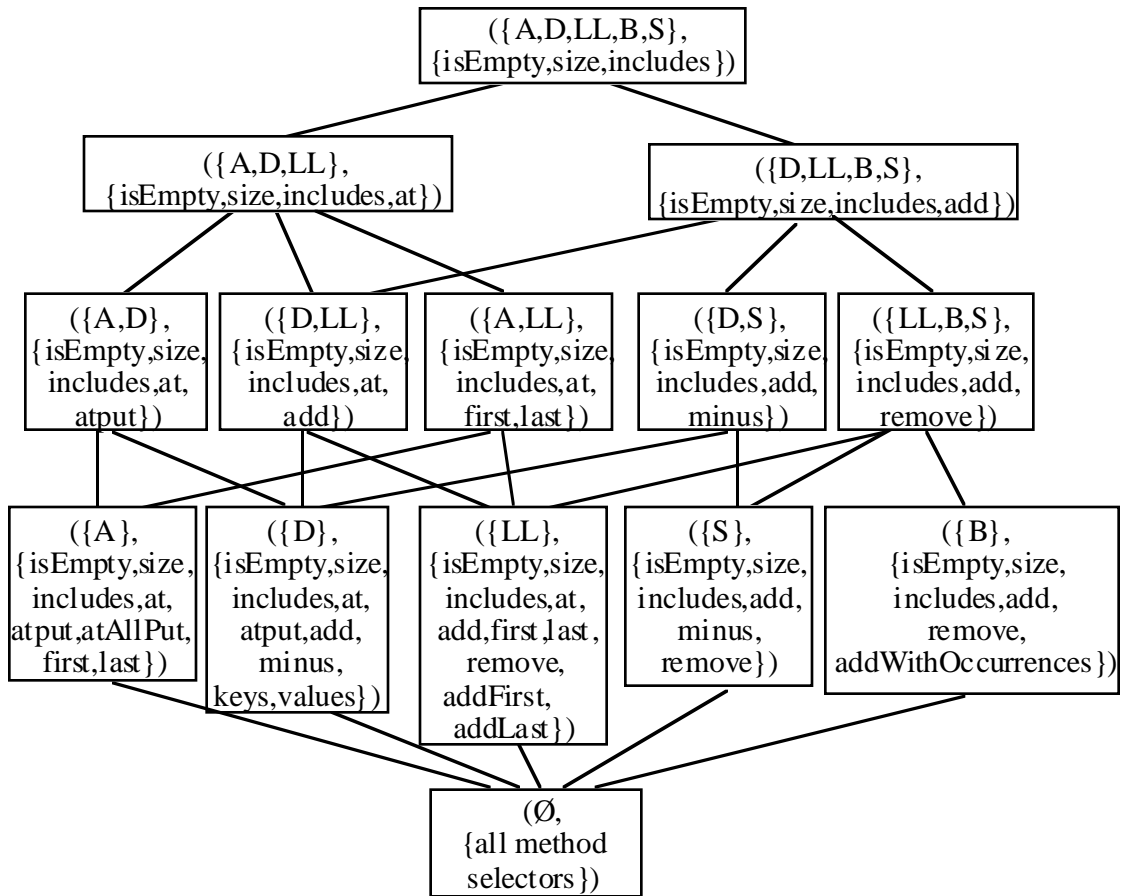 ({A,D,LL,B,S},
{isEmpty,size,includes})
({A,D,LL},
{isEmpty,size,includes,at})
({D,LL,B,S},
{isEmpty,size,includes,add})
({A,D},
{isEmpty,size,
includes,at,
atput})
({D,LL},
{isEmpty,size,
includes,at,
add})
({A,LL},
{isEmpty,size,
includes,at,
first,last})
({D,S},
{isEmpty,size,
includes,add,
minus})
({LL,B,S},
{isEmpty,size,
includes,add,
remove})
({A},
{isEmpty,size,
includes,at,
atput,atAllPut,
first,last})
({D},
{isEmpty,size,
includes,at,
atput,add,
minus,
keys,values})
({LL},
{isEmpty,size,
includes,at,
add,first,last,
remove,
addFirst,
addLast})
({S},
{isEmpty,size,
includes,add,
minus,
remove})
({B},
{isEmpty,size,
includes,add,
remove,
addWithOccurrences})
(Ø,
{all method
selectors})